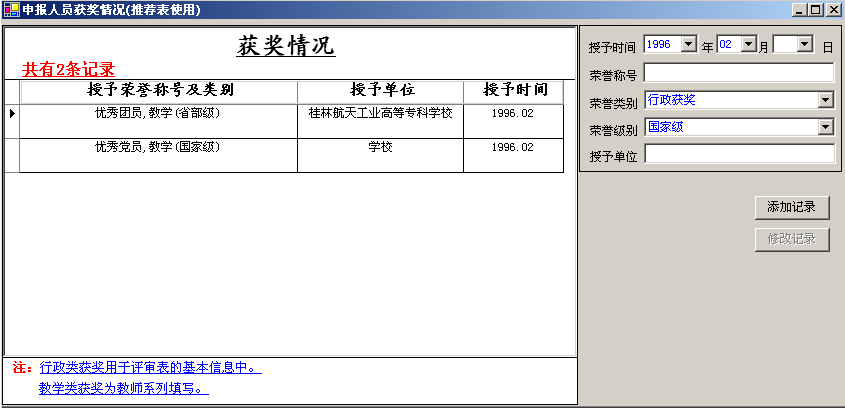 申报人员获奖情况(推荐表使用)
获奖情况
共有2条记录
授予荣誉称号及类别 授予单位 授予时间
优秀团员,教学(省部级) 桂林航天工业高等专科学校 1996.02
优秀党员,教学(国家级) 学校 1996.02
注：行政类获奖用于评审表的基本信息中。
教学类获奖为教师系列填写。
授予时间 1996 年 02 月 日
荣誉称号
荣誉类别 行政获奖
荣誉级别 国家级
授予单位
添加记录
修改记录